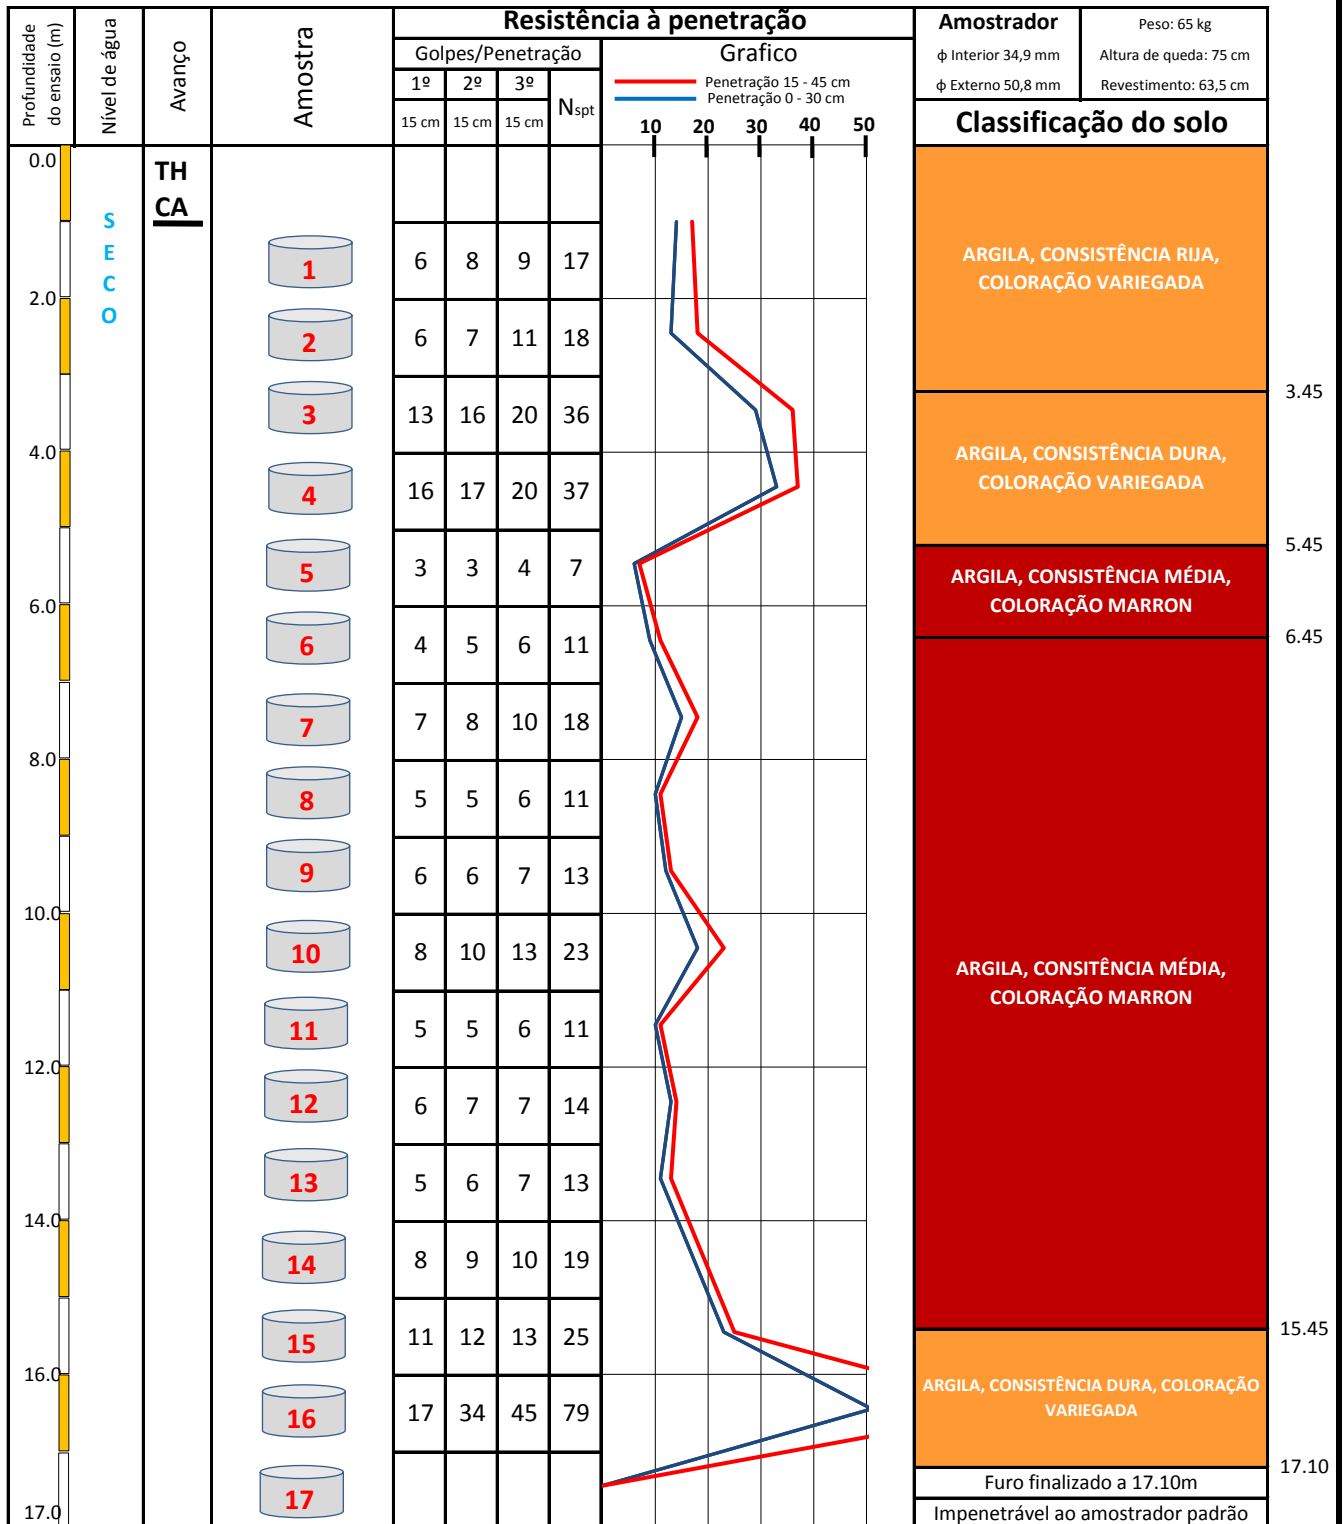 Profundidade do ensaio (m)
Nível de água
Avanço
Amostra
Resistência à penetração
Golpes/Penetração
1º 2º 3º
15 cm 15 cm 15 cm
Nspt
Grafico
Penetração 15 - 45 cm
Penetração 0 - 30 cm
10 20 30 40 50
Amostrador
ϕ Interior 34,9 mm
ϕ Externo 50,8 mm
Peso: 65 kg
Altura de queda: 75 cm
Revestimento: 63,5 cm
Classificação do solo
0.0
TH
CA
S
E
C
O
1 6 8 9 17
ARGILA, CONSISTÊNCIA RIJA,
COLORAÇÃO VARIEGADA
2.0
2 6 7 11 18
3.45
3 13 16 20 36
4.0
ARGILA, CONSISTÊNCIA DURA,
COLORAÇÃO VARIEGADA
4 16 17 20 37
5.45
5 3 3 4 7
ARGILA, CONSISTÊNCIA MÉDIA,
COLORAÇÃO MARRON
6.0
6.45
6 4 5 6 11
7 7 8 10 18
8.0
8 5 5 6 11
9 6 6 7 13
10.0
10 8 10 13 23
ARGILA, CONSITÊNCIA MÉDIA,
COLORAÇÃO MARRON
11 5 5 6 11
12.0
12 6 7 7 14
13 5 6 7 13
14.0
14 8 9 10 19
15.45
15 11 12 13 25
16.0
ARGILA, CONSISTÊNCIA DURA, COLORAÇÃO
VARIEGADA
16 17 34 45 79
17.10
Furo finalizado a 17.10m
17
17.0
Impenetrável ao amostrador padrão